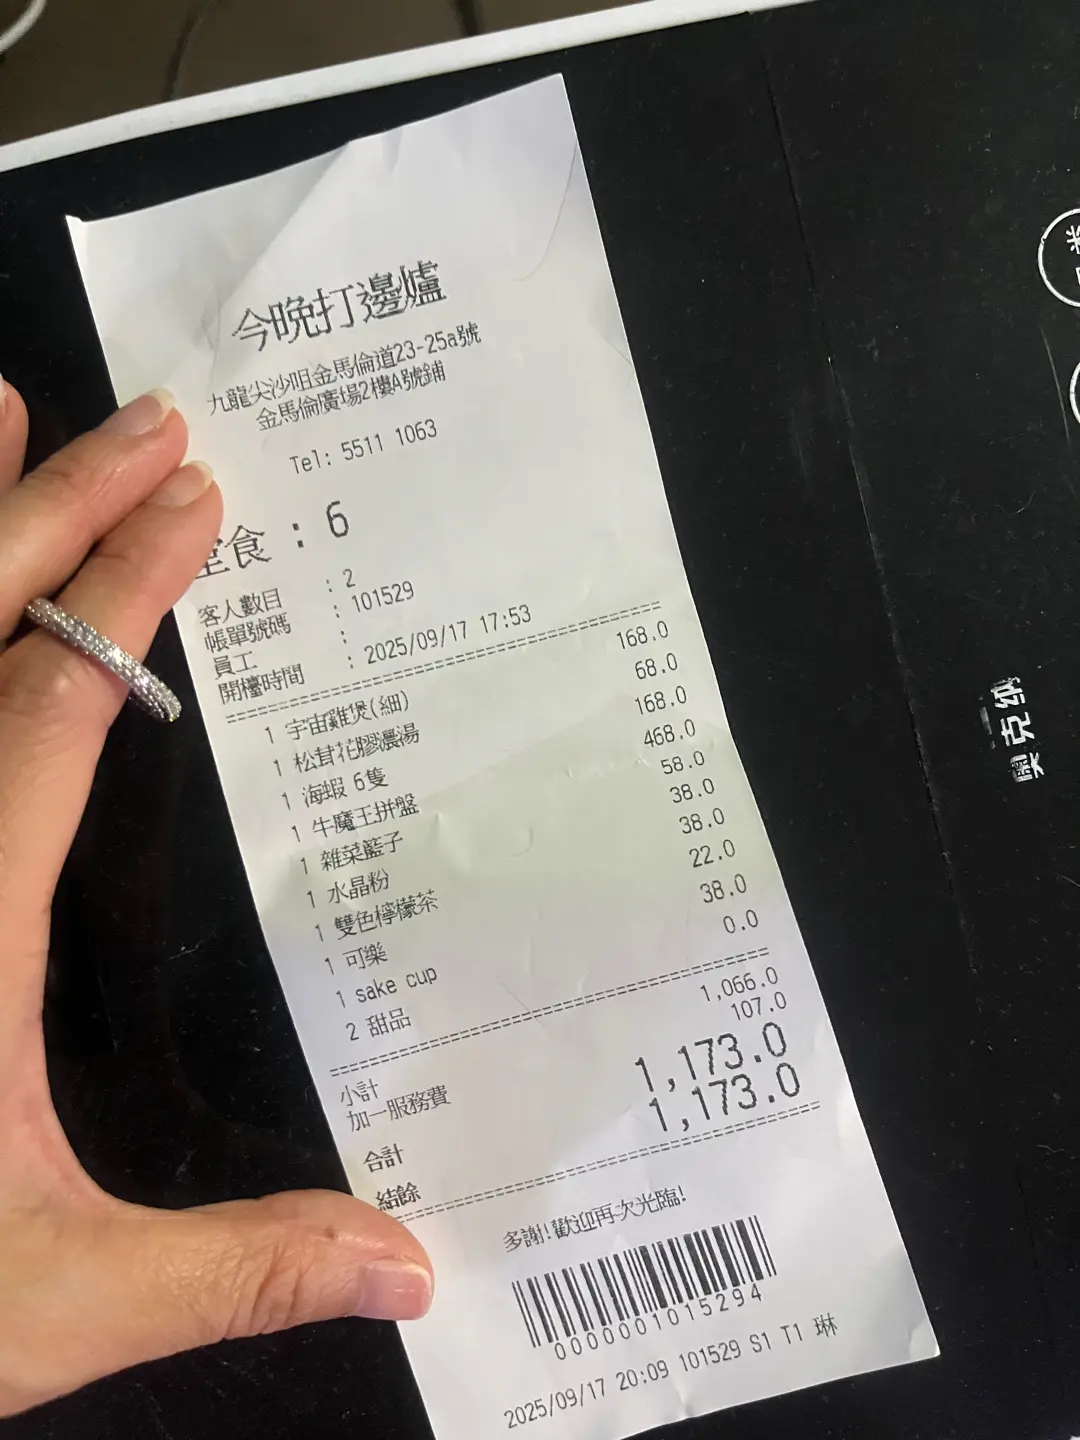 今晚打邊爐
九龍尖沙咀金馬倫道23-25a號
金馬倫廣場2樓A號鋪
Tel: 5511 1063
堂食 : 6
客人數目 : 2
帳單號碼 : 101529
員工 :
開檯時間 : 2025/09/17 17:53
1 宇宙雞煲(細) 168.0
1 松茸花膠濃湯 68.0
1 海蝦 6隻 168.0
1 牛魔王拼盤 468.0
1 雜菜籃子 58.0
1 水晶粉 38.0
1 雙色檸檬茶 38.0
1 可樂 22.0
1 sake cup 38.0
2 甜品 0.0
小計 1,066.0
加一服務費 107.0
合計 1,173.0
結餘 1,173.0
多謝!歡迎再次光臨!
0000001015294
2025/09/17 20:09 101529 S1 T1 琳
奧克納